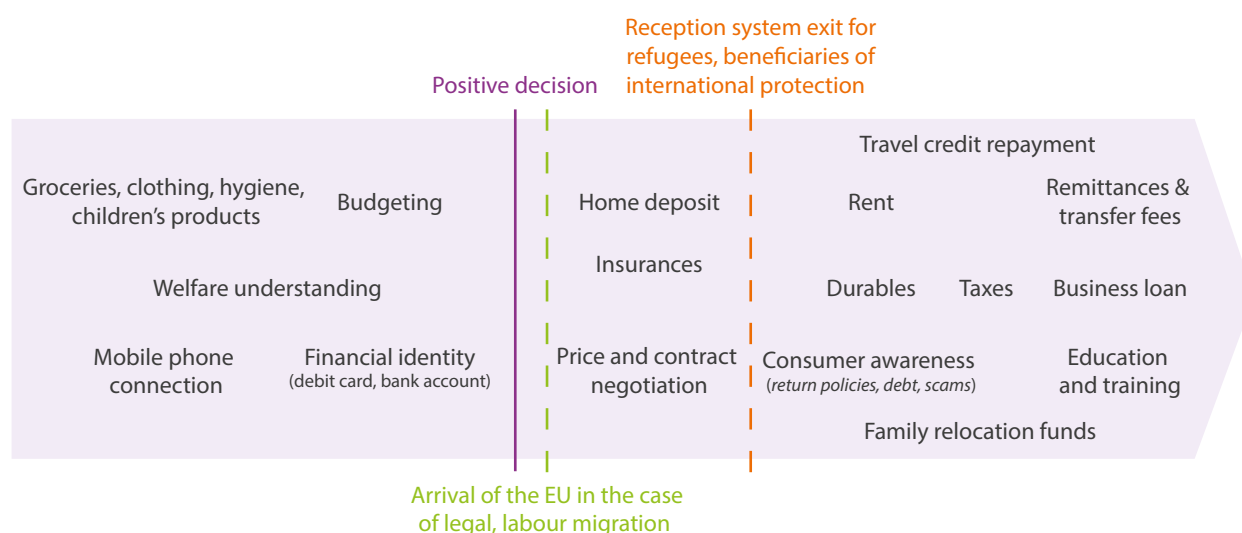 Reception system exit for
refugees, beneficiaries of
international protection
Positive decision
Travel credit repayment
Groceries, clothing, hygiene,
children's products
Budgeting
Home deposit
Rent
Remittances &
transfer fees
Insurances
Welfare understanding
Durables
Taxes
Business loan
Mobile phone
connection
Financial identity
(debit card, bank account)
Price and contract
negotiation
Consumer awareness
(return policies, debt, scams)
Education
and training
Family relocation funds
Arrival of the EU in the case
of legal, labour migration